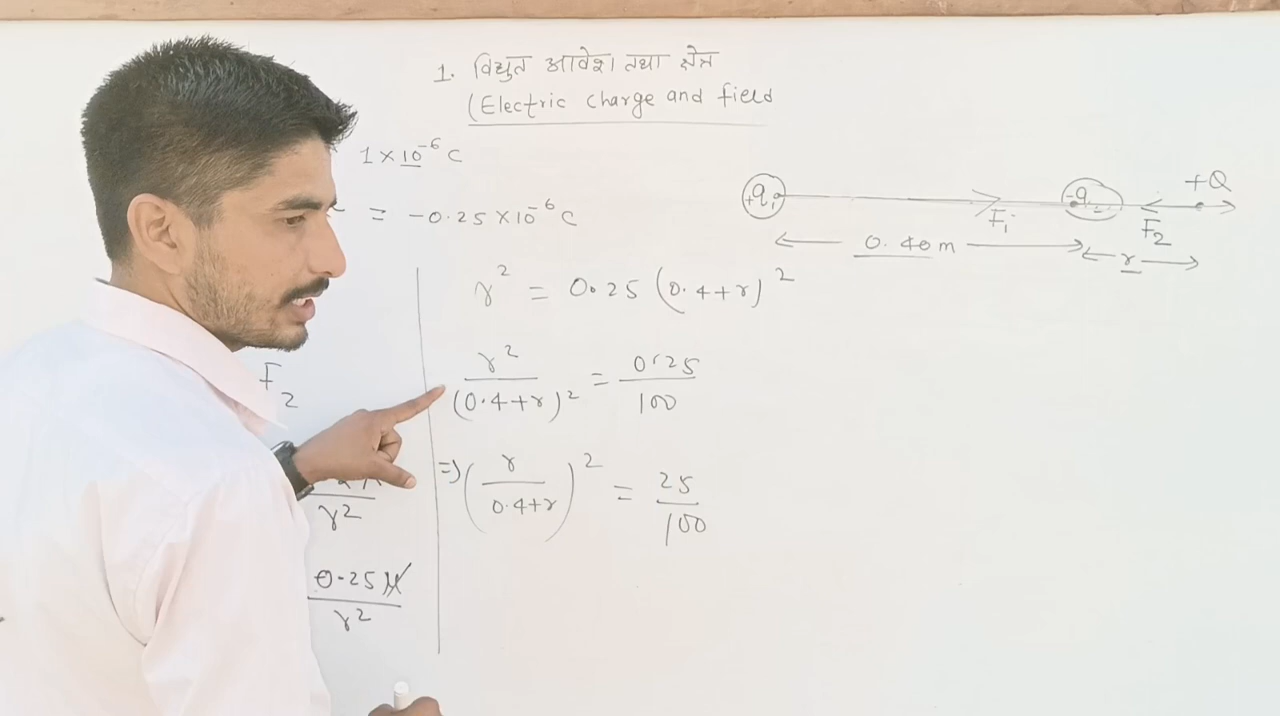 1. विद्युत आवेश तथा क्षेत्र
(Electric charge and field
1 × 10⁻⁶ C
= -0.25 × 10⁻⁶ C
+q₁ F₁ -q₂ F₂ +Q
0.40m r
r² = 0.25 (0.4+r)²
r²/(0.4+r)² = 0.25/100
⇒ (r/0.4+r)² = 25/100
F₂
r²
0.25
r²